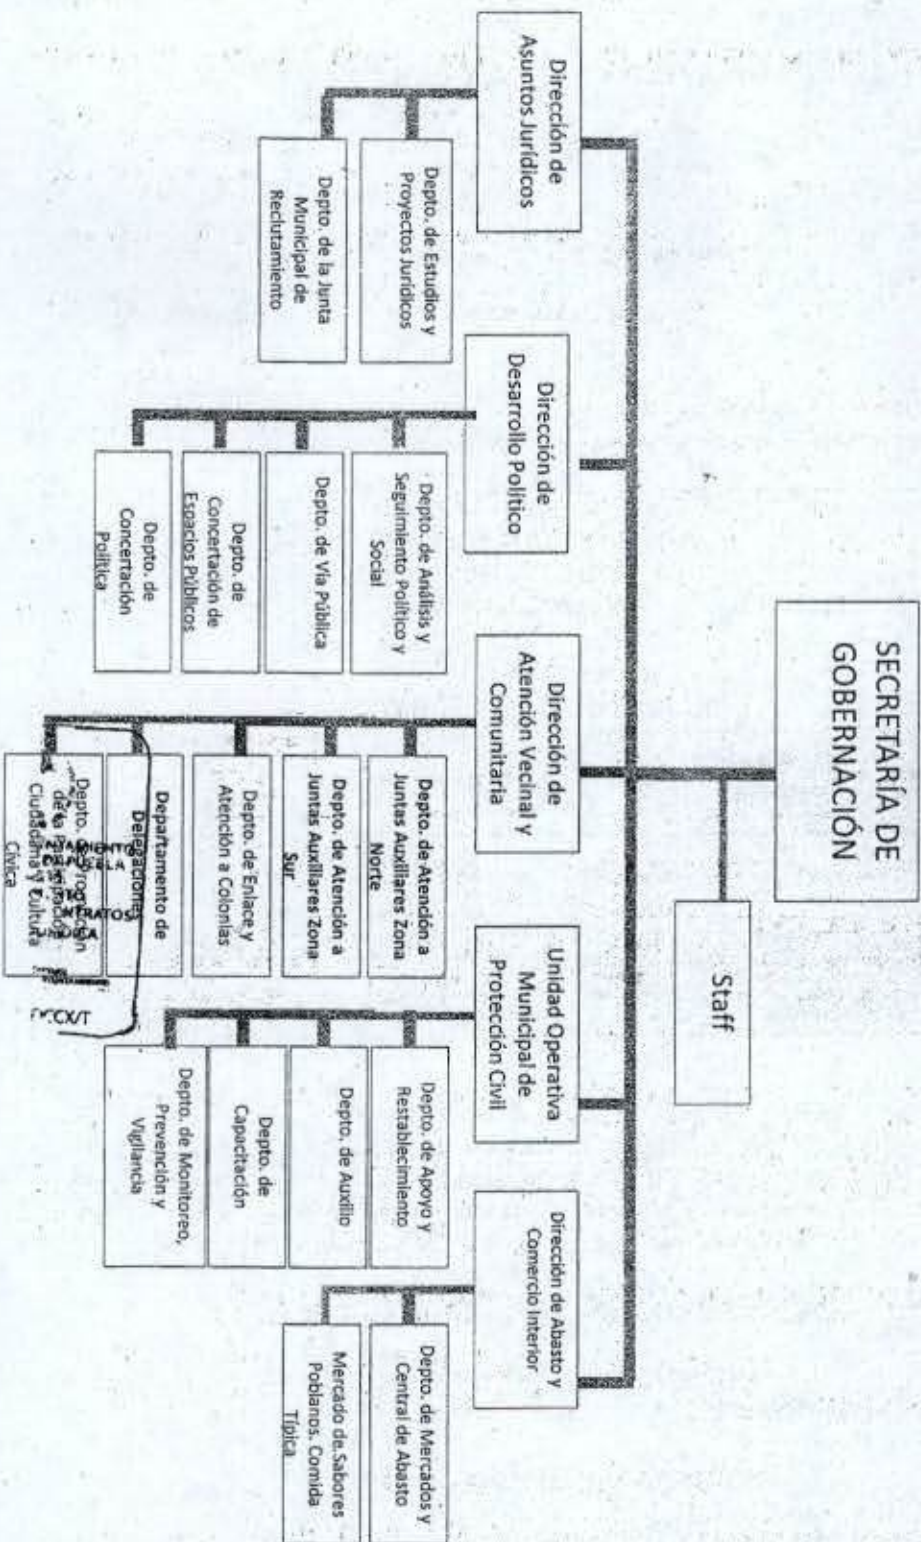 SECRETARÍA DE
GOBERNACIÓN
Staff
Dirección de
Asuntos Jurídicos
Depto. de Estudios y
Proyectos Jurídicos
Depto. de la Junta
Municipal de
Reclutamiento
Dirección de
Desarrollo Político
Depto. de Análisis y
Seguimiento Político y
Social
Depto. de Vía Pública
Depto. de
Concertación de
Espacios Públicos
Depto. de
Concertación
Política
Dirección de
Atención Vecinal y
Comunitaria
Depto. de Atención a
Juntas Auxiliares Zona
Norte
Depto. de Atención a
Juntas Auxiliares Zona
Sur
Depto. de Enlace y
Atención a Colonias
Departamento de
Delegaciones
Depto. de
de la Participación
Ciudadana y Cultura
Cívica
Unidad Operativa
Municipal de
Protección Civil
Depto. de Apoyo y
Restablecimiento
Depto. de Auxilio
Depto. de
Capacitación
Depto. de Monitoreo,
Prevención y
Vigilancia
Dirección de Abasto y
Comercio Interior
Depto. de Mercados y
Central de Abasto
Mercado de Sabores
Poblanos. Comida
Típica